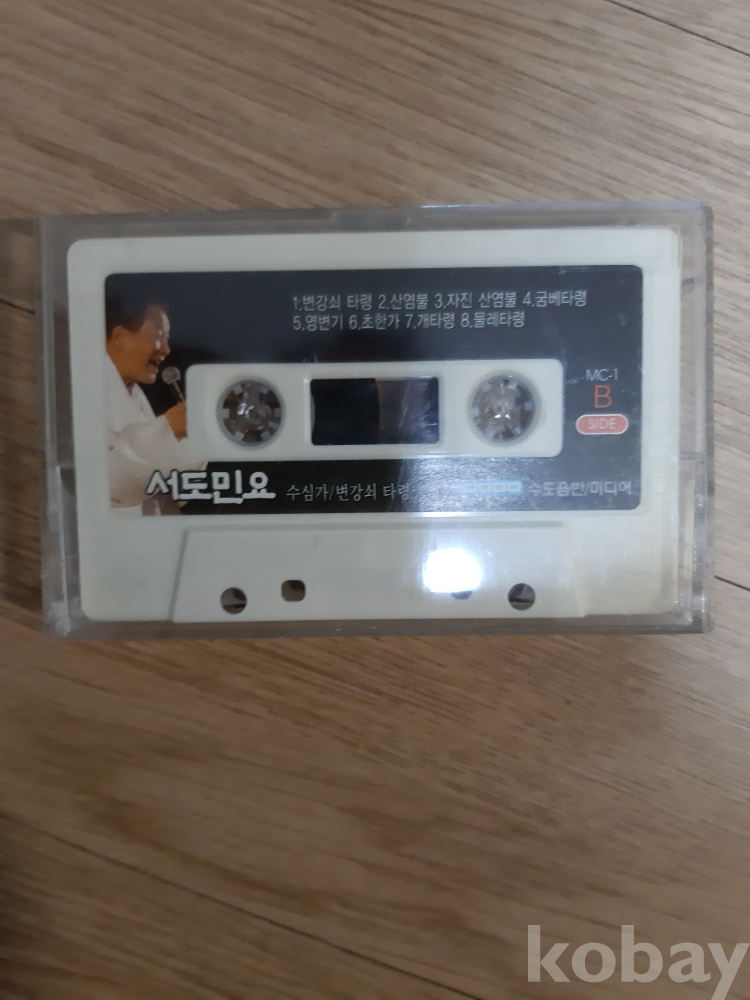 1,변강쇠 타령 2,산염불 3,자진 산염불 4,굼베타령
5,영변기 6,초한가 7,개타령 8,물레타령
MC-1
B
SIDE
서도민요 수심가/변강쇠 타령 수도음반/미디어
kobay